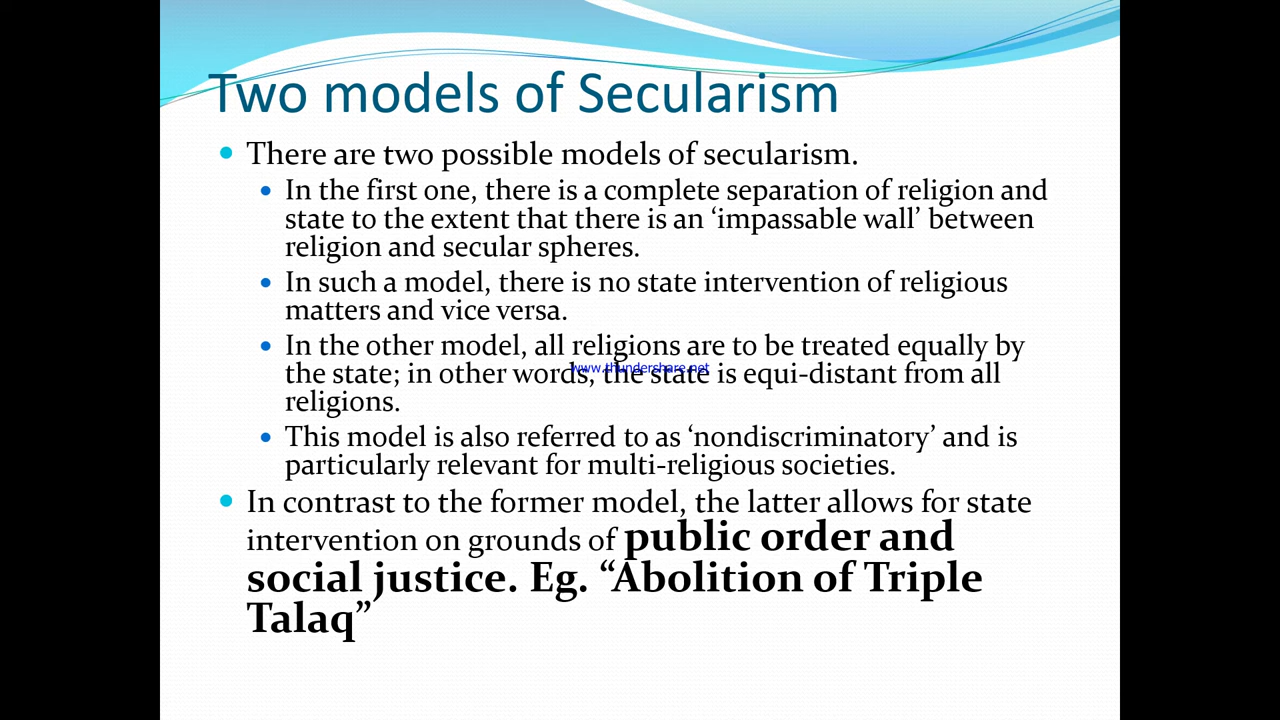 Two models of Secularism
There are two possible models of secularism.
In the first one, there is a complete separation of religion and
state to the extent that there is an ‘impassable wall’ between
religion and secular spheres.
In such a model, there is no state intervention of religious
matters and vice versa.
In the other model, all religions are to be treated equally by
the state; in other words, the state is equi-distant from all
www.thundershare.net
religions.
This model is also referred to as ‘nondiscriminatory’ and is
particularly relevant for multi-religious societies.
In contrast to the former model, the latter allows for state
intervention on grounds of public order and
social justice. Eg. “Abolition of Triple
Talaq”